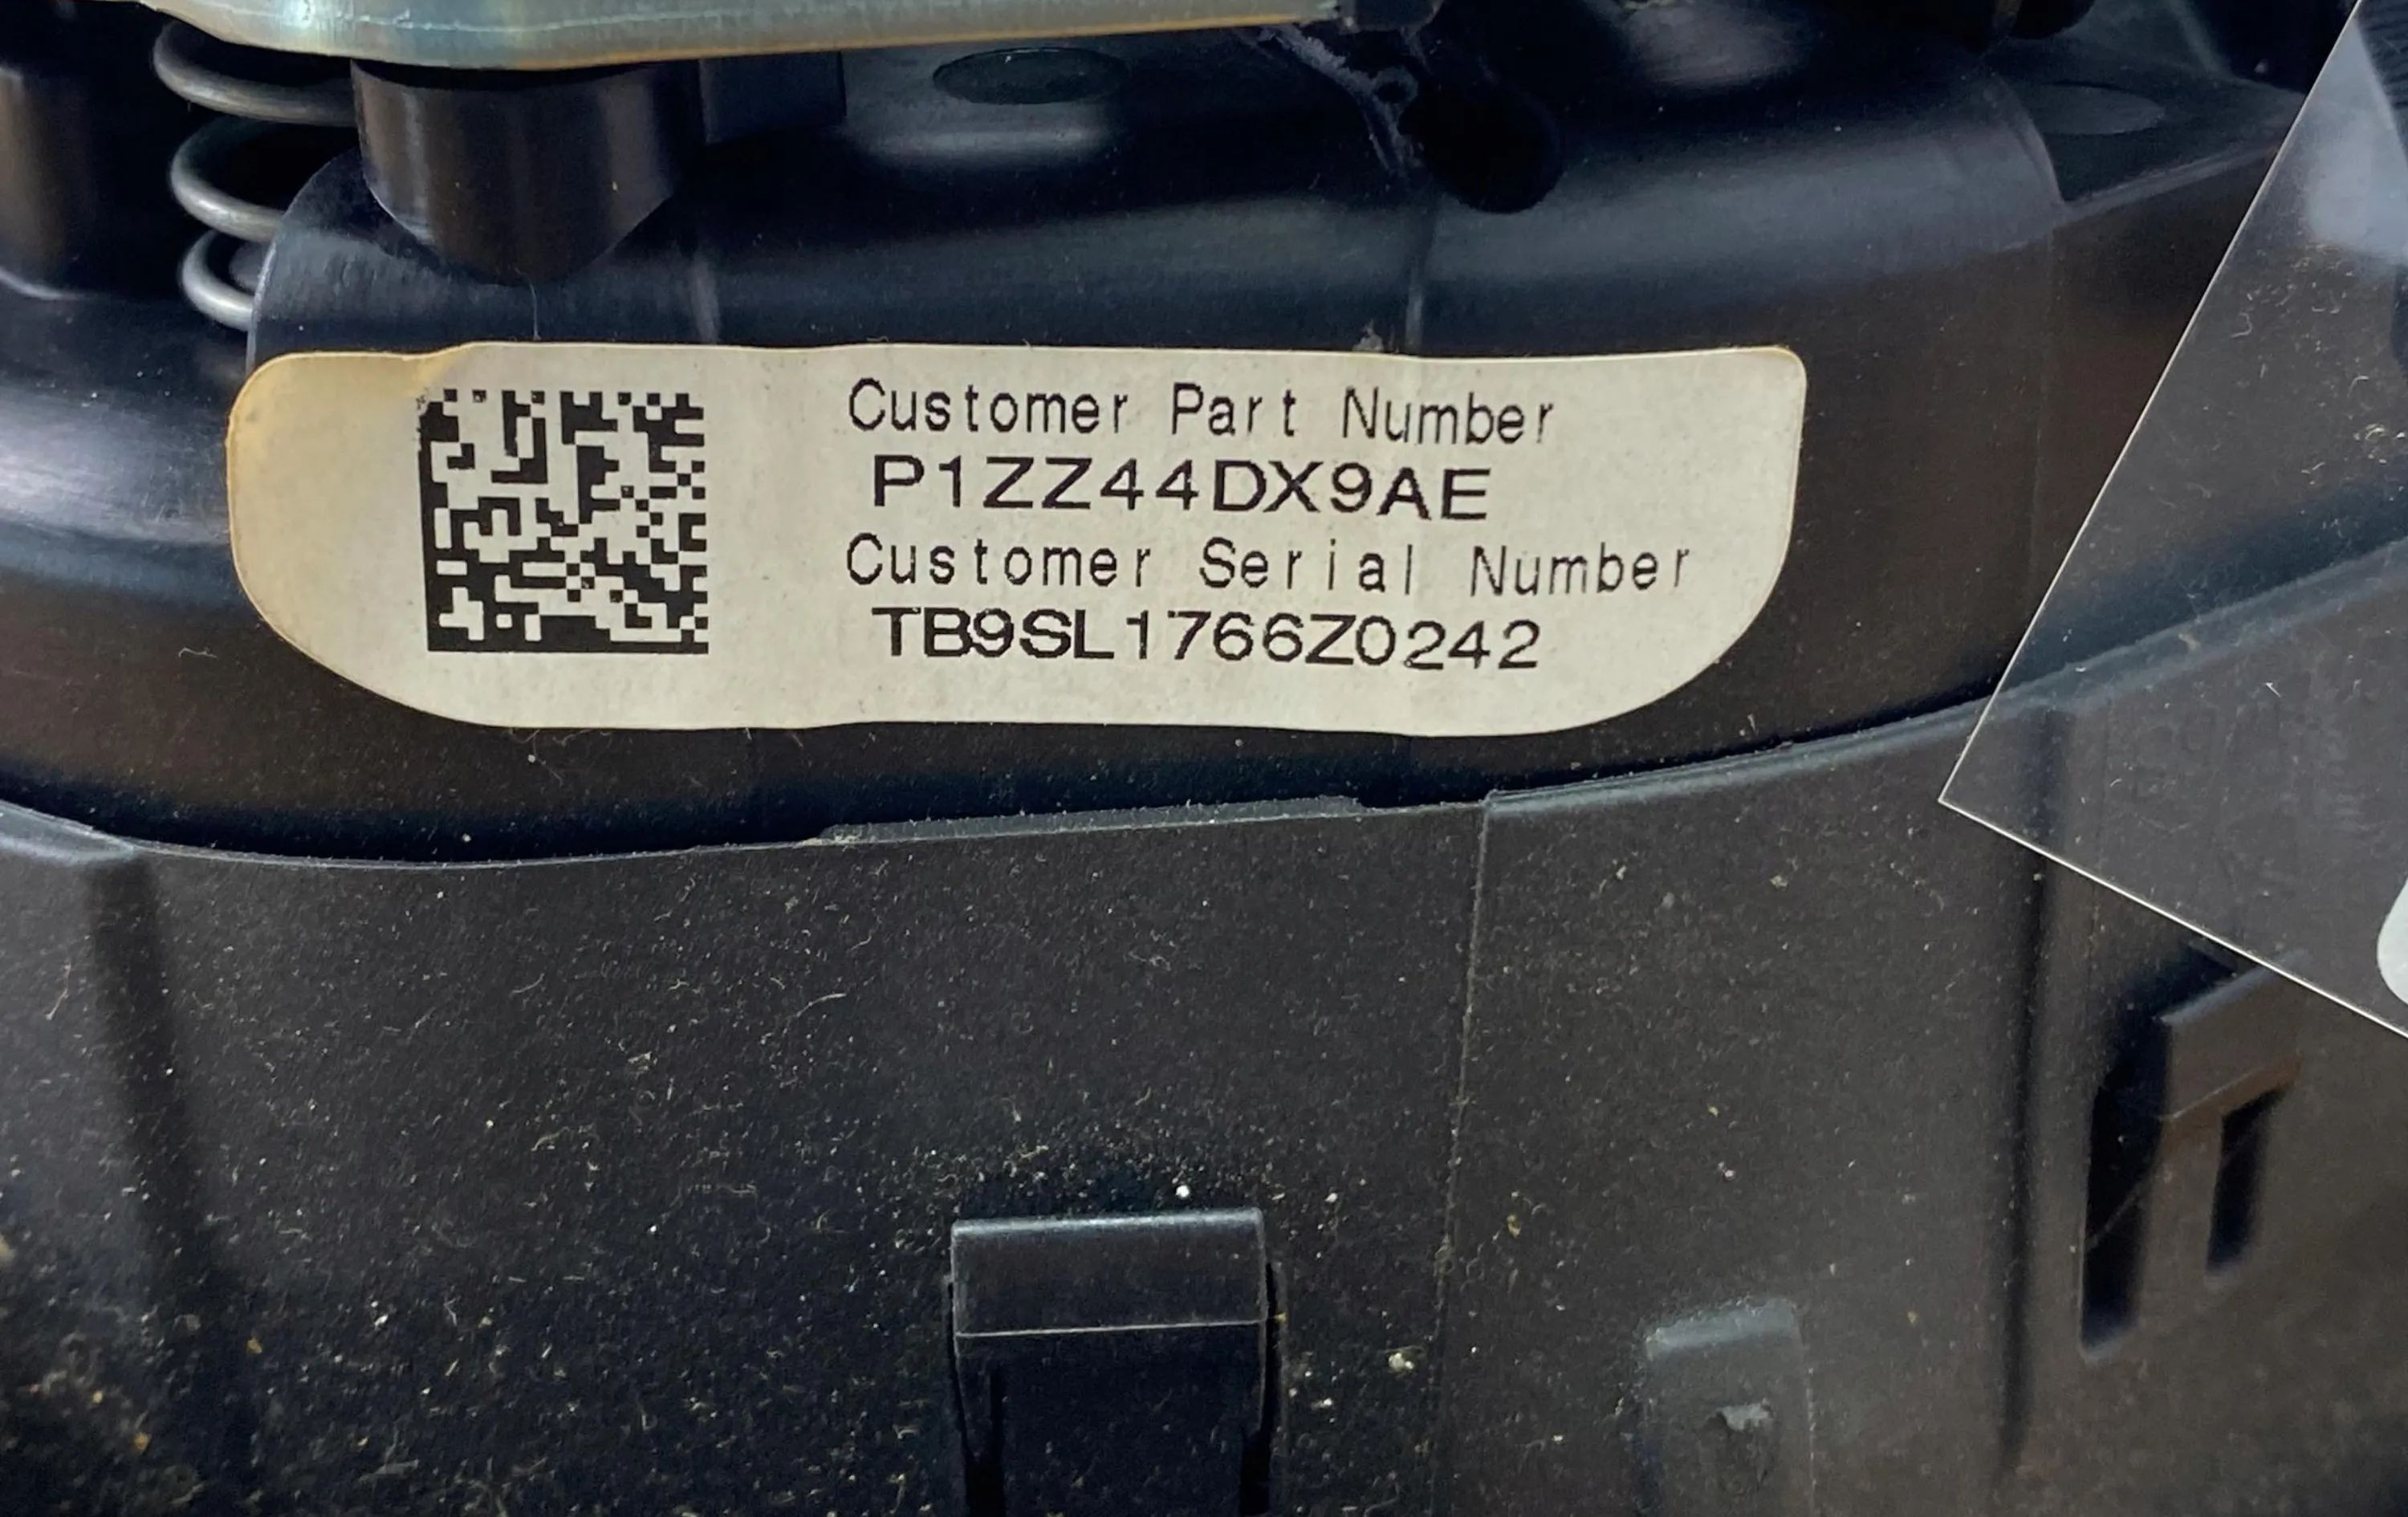 Customer Part Number
P1ZZ44DX9AE
Customer Serial Number
TB9SL1766Z0242